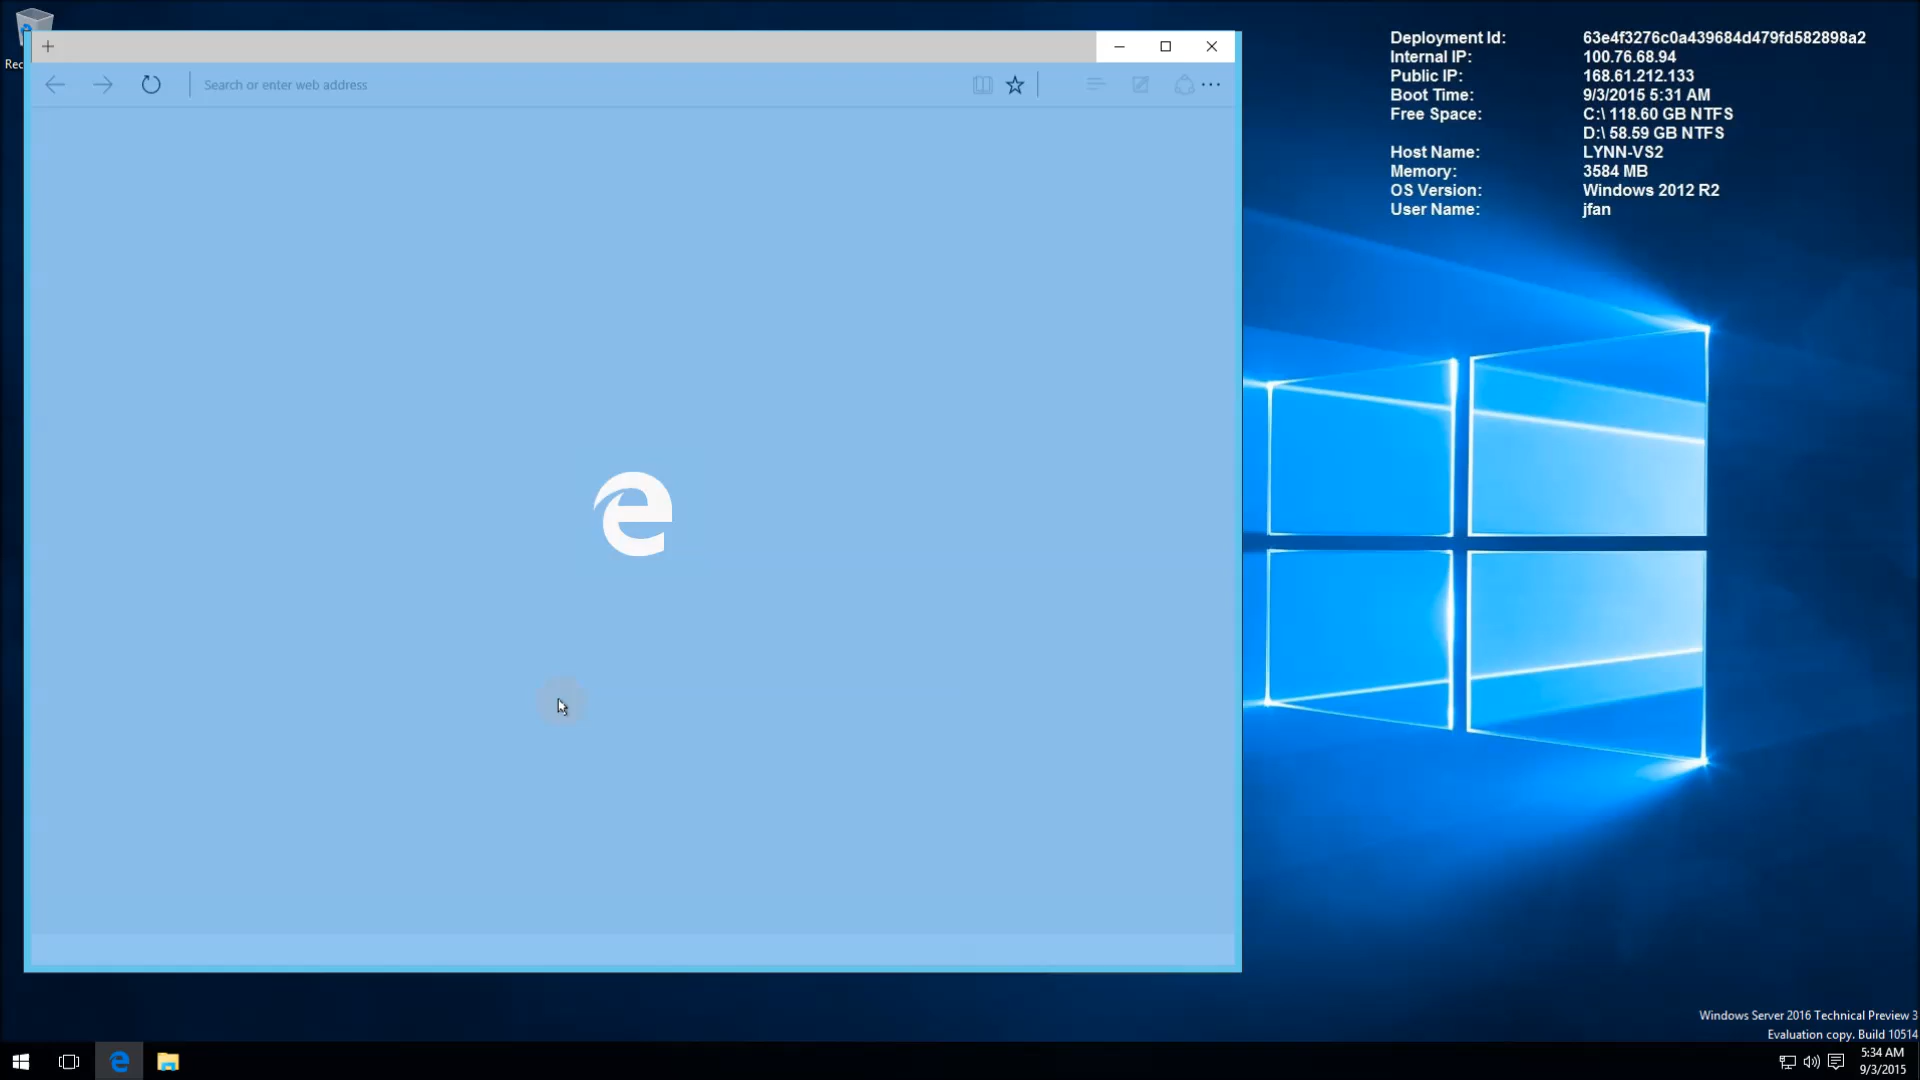 Rec
Search or enter web address
Deployment Id: 63e4f3276c0a439684d479fd582898a2
Internal IP: 100.76.68.94
Public IP: 168.61.212.133
Boot Time: 9/3/2015 5:31 AM
Free Space: C:\ 118.60 GB NTFS
D:\ 58.59 GB NTFS
Host Name: LYNN-VS2
Memory: 3584 MB
OS Version: Windows 2012 R2
User Name: jfan
Windows Server 2016 Technical Preview 3
Evaluation copy. Build 10514
5:34 AM
9/3/2015